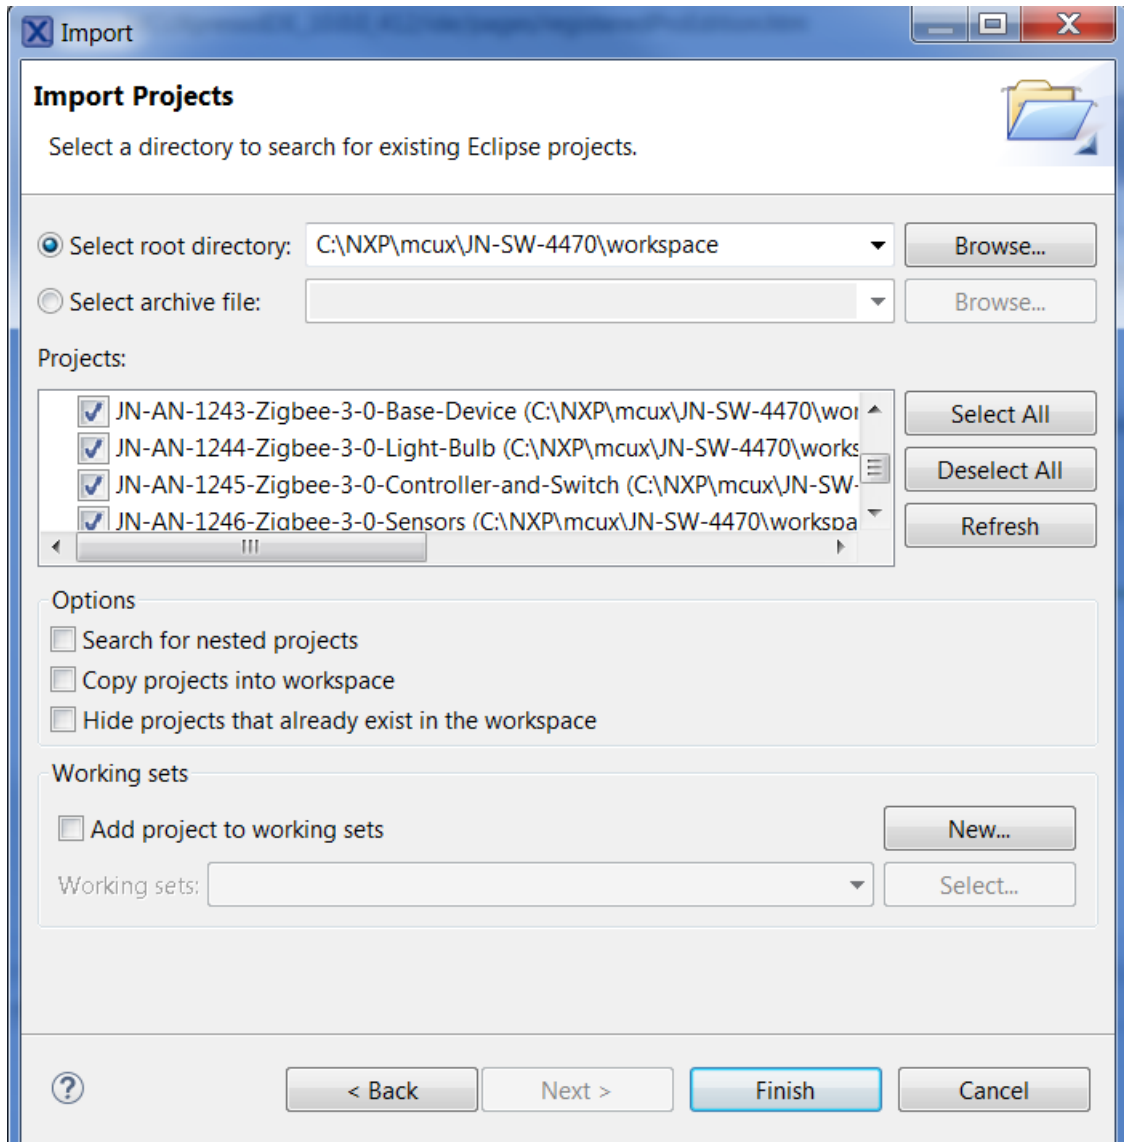 Import
Import Projects
Select a directory to search for existing Eclipse projects.
Select root directory: C:\NXP\mcux\JN-SW-4470\workspace Browse...
Select archive file: Browse...
Projects:
JN-AN-1243-Zigbee-3-0-Base-Device (C:\NXP\mcux\JN-SW-4470\wor Select All
JN-AN-1244-Zigbee-3-0-Light-Bulb (C:\NXP\mcux\JN-SW-4470\works
Deselect All
JN-AN-1245-Zigbee-3-0-Controller-and-Switch (C:\NXP\mcux\JN-SW-
JN-AN-1246-Zigbee-3-0-Sensors (C:\NXP\mcux\JN-SW-4470\workspa Refresh
Options
Search for nested projects
Copy projects into workspace
Hide projects that already exist in the workspace
Working sets
Add project to working sets New...
Working sets: Select...
? < Back Next > Finish Cancel